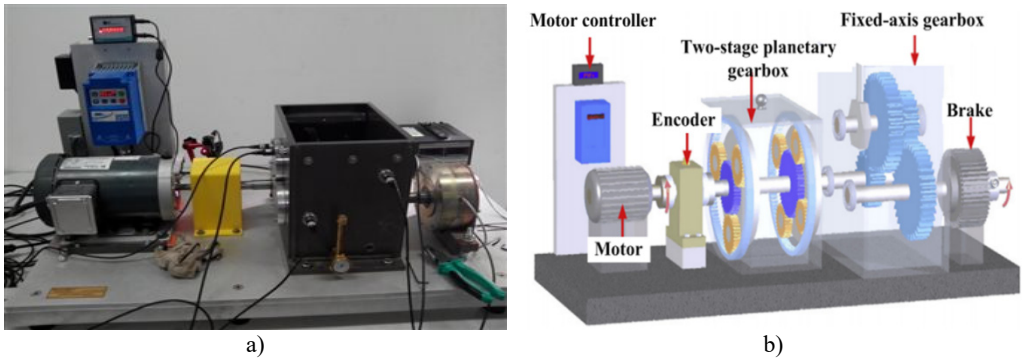 Motor controller
Fixed-axis gearbox
Two-stage planetary
gearbox
Encoder
Brake
Motor
a)
b)